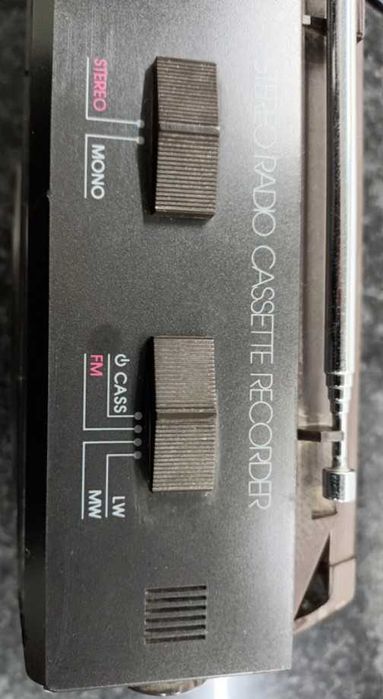 STEREO RADIO CASSETTE RECORDER
STEREO
MONO
⏻ CASS
FM
LW
MW